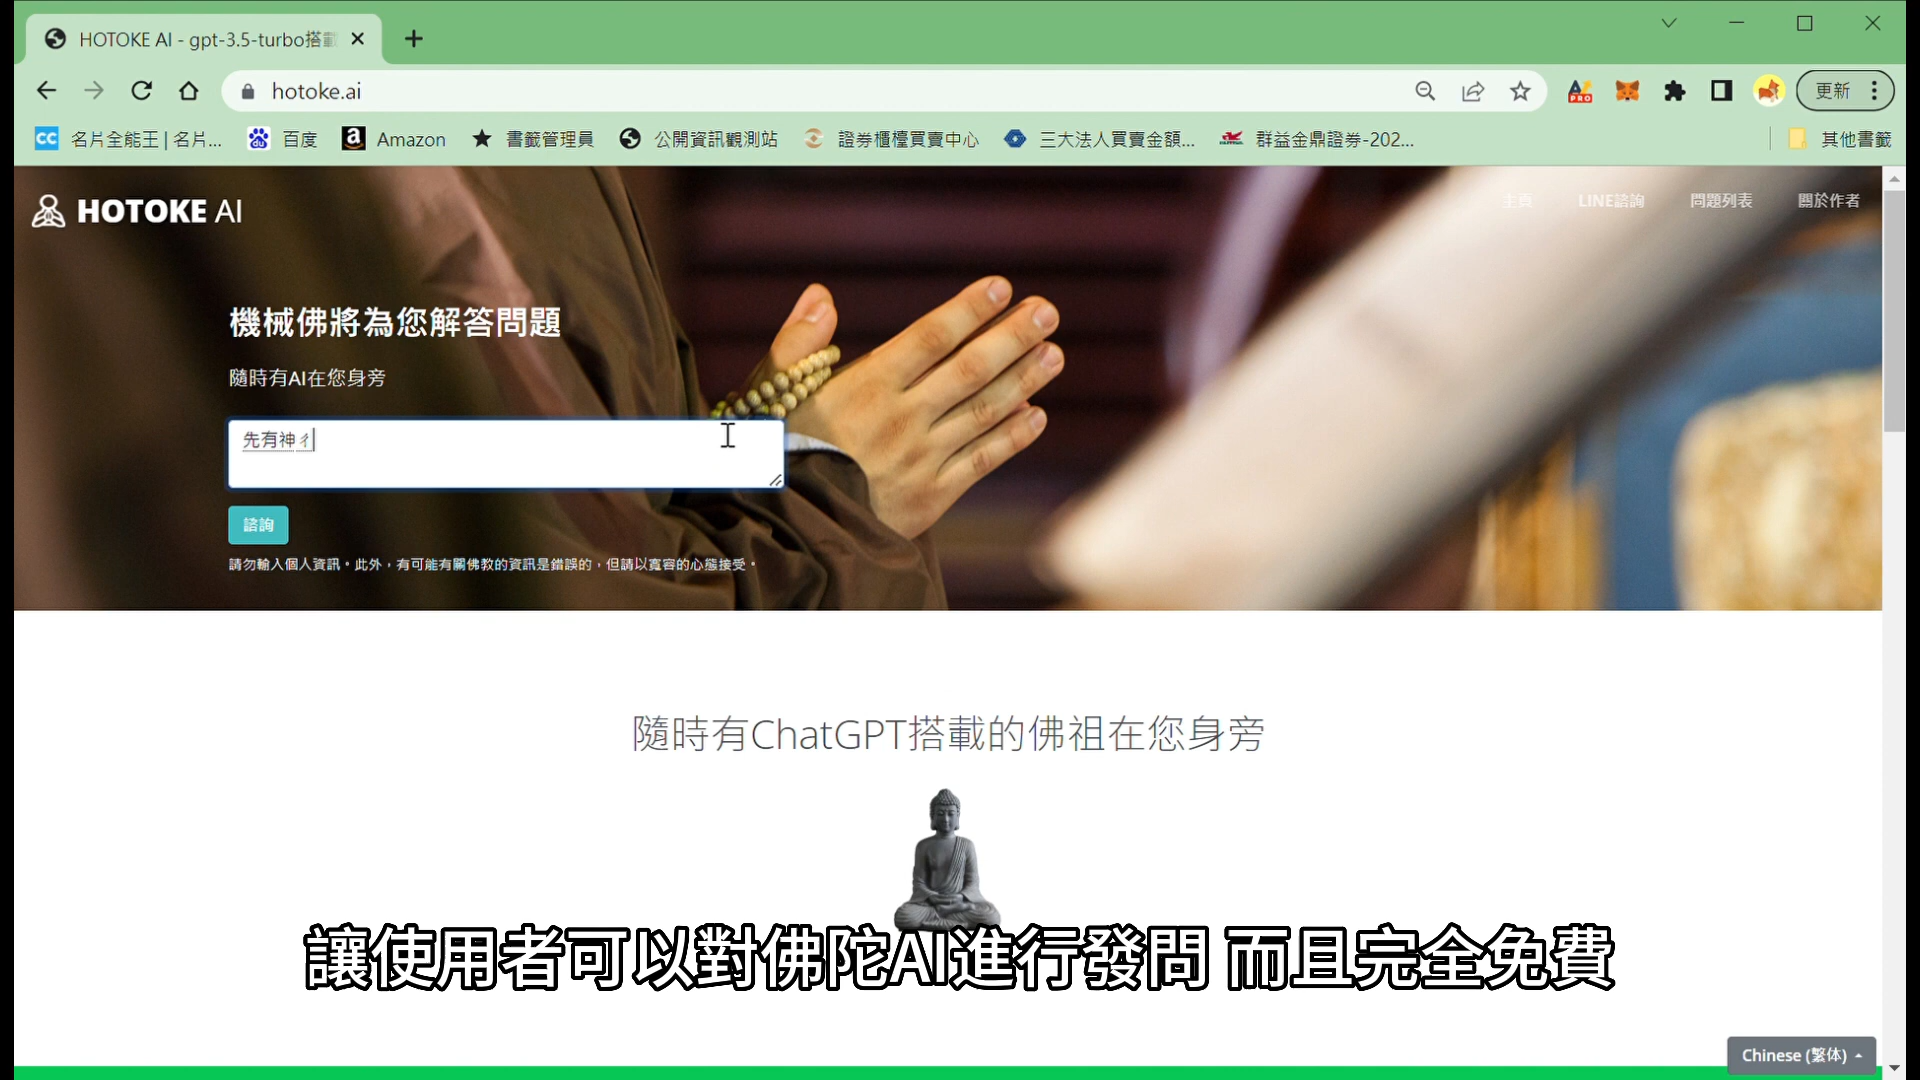 HOTOKE AI - gpt-3.5-turbo搭載
hotoke.ai
更新
名片全能王 | 名片...
百度
Amazon
書籤管理員
公開資訊觀測站
證券櫃檯買賣中心
三大法人買賣金額...
群益金鼎證券-202...
其他書籤
HOTOKE AI
主頁
LINE諮詢
問題列表
關於作者
機械佛將為您解答問題
隨時有AI在您身旁
先有神ㄔ
諮詢
請勿輸入個人資訊。此外，有可能有關佛教的資訊是錯誤的，但請以寬容的心態接受。
隨時有ChatGPT搭載的佛祖在您身旁
讓使用者可以對佛陀AI進行發問 而且完全免費
Chinese (繁体)